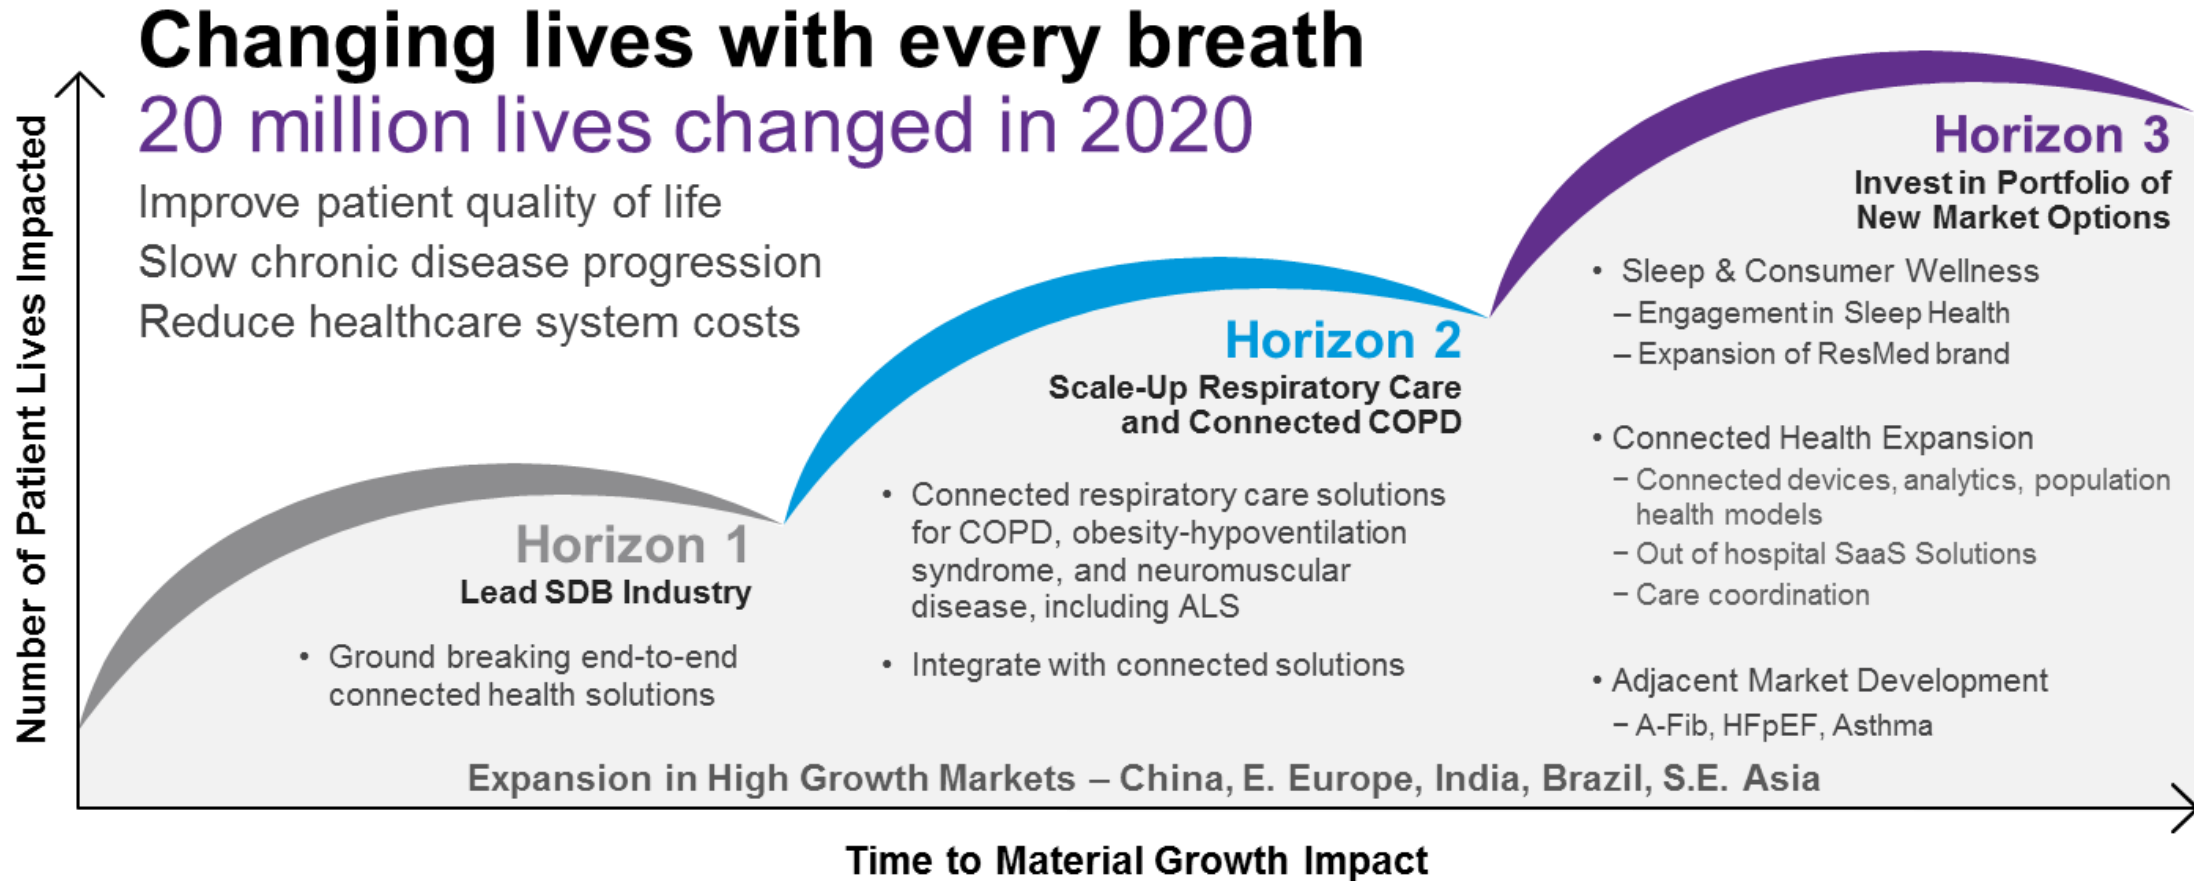 Changing lives with every breath
20 million lives changed in 2020
Improve patient quality of life
Slow chronic disease progression
Reduce healthcare system costs
Number of Patient Lives Impacted
Horizon 1
Lead SDB Industry
• Ground breaking end-to-end
connected health solutions
Horizon 2
Scale-Up Respiratory Care
and Connected COPD
• Connected respiratory care solutions
for COPD, obesity-hypoventilation
syndrome, and neuromuscular
disease, including ALS
• Integrate with connected solutions
Horizon 3
Invest in Portfolio of
New Market Options
• Sleep & Consumer Wellness
– Engagement in Sleep Health
– Expansion of ResMed brand
• Connected Health Expansion
− Connected devices, analytics, population
health models
− Out of hospital SaaS Solutions
− Care coordination
• Adjacent Market Development
− A-Fib, HFpEF, Asthma
Expansion in High Growth Markets – China, E. Europe, India, Brazil, S.E. Asia
Time to Material Growth Impact